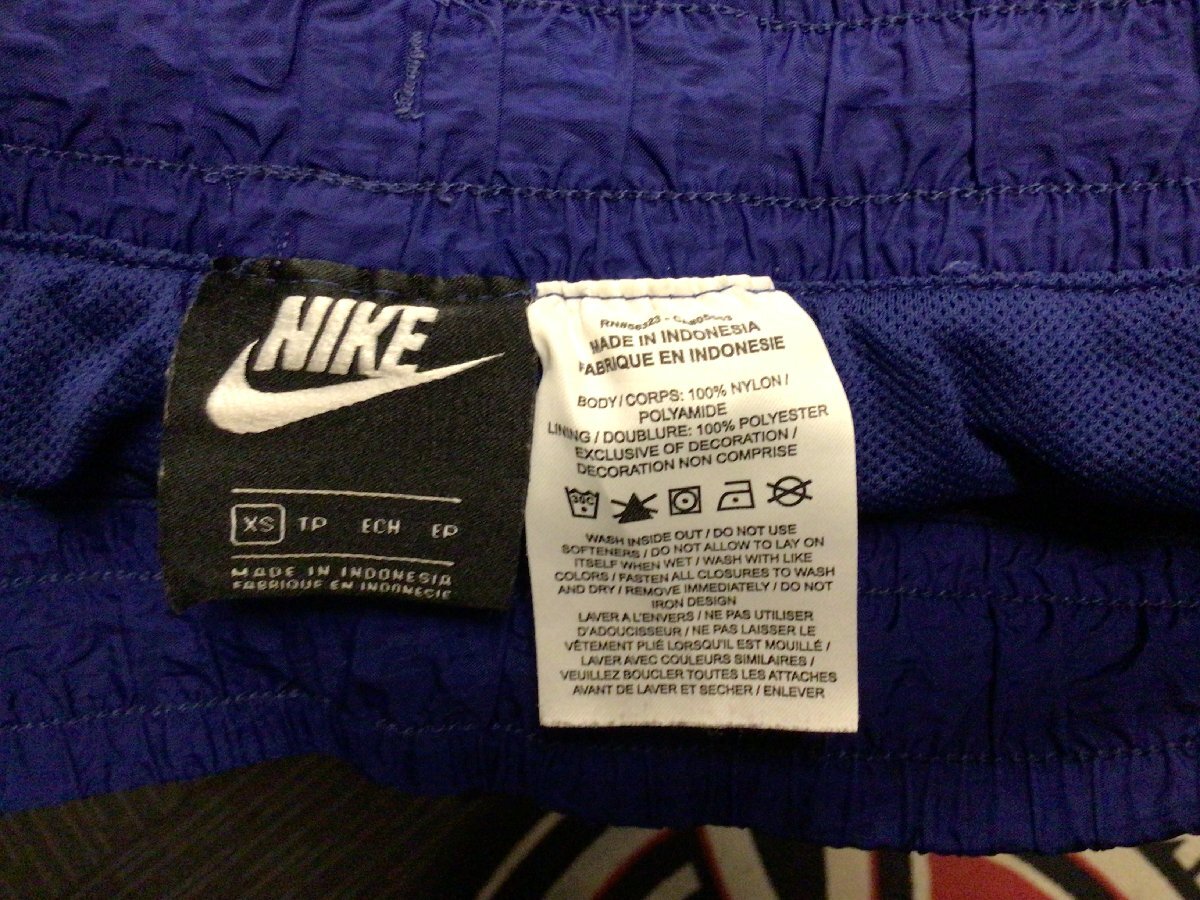 NIKE
XS TP ECH EP
MADE IN INDONESIA
FABRIQUE EN INDONESIE
MADE IN INDONESIA
FABRIQUE EN INDONESIE
BODY/CORPS: 100% NYLON /
POLYAMIDE
LINING / DOUBLURE: 100% POLYESTER
EXCLUSIVE OF DECORATION /
DECORATION NON COMPRISE
30C
WASH INSIDE OUT / DO NOT USE
SOFTENERS / DO NOT ALLOW TO LAY ON
ITSELF WHEN WET / WASH WITH LIKE
COLORS / FASTEN ALL CLOSURES TO WASH
AND DRY / REMOVE IMMEDIATELY / DO NOT
IRON DESIGN
LAVER A L'ENVERS / NE PAS UTILISER
D'ADOUCISSEUR / NE PAS LAISSER LE
VÊTEMENT PLIÉ LORSQU'IL EST MOUILLÉ /
LAVER AVEC COULEURS SIMILAIRES /
VEUILLEZ BOUCLER TOUTES LES ATTACHES
AVANT DE LAVER ET SECHER / ENLEVER